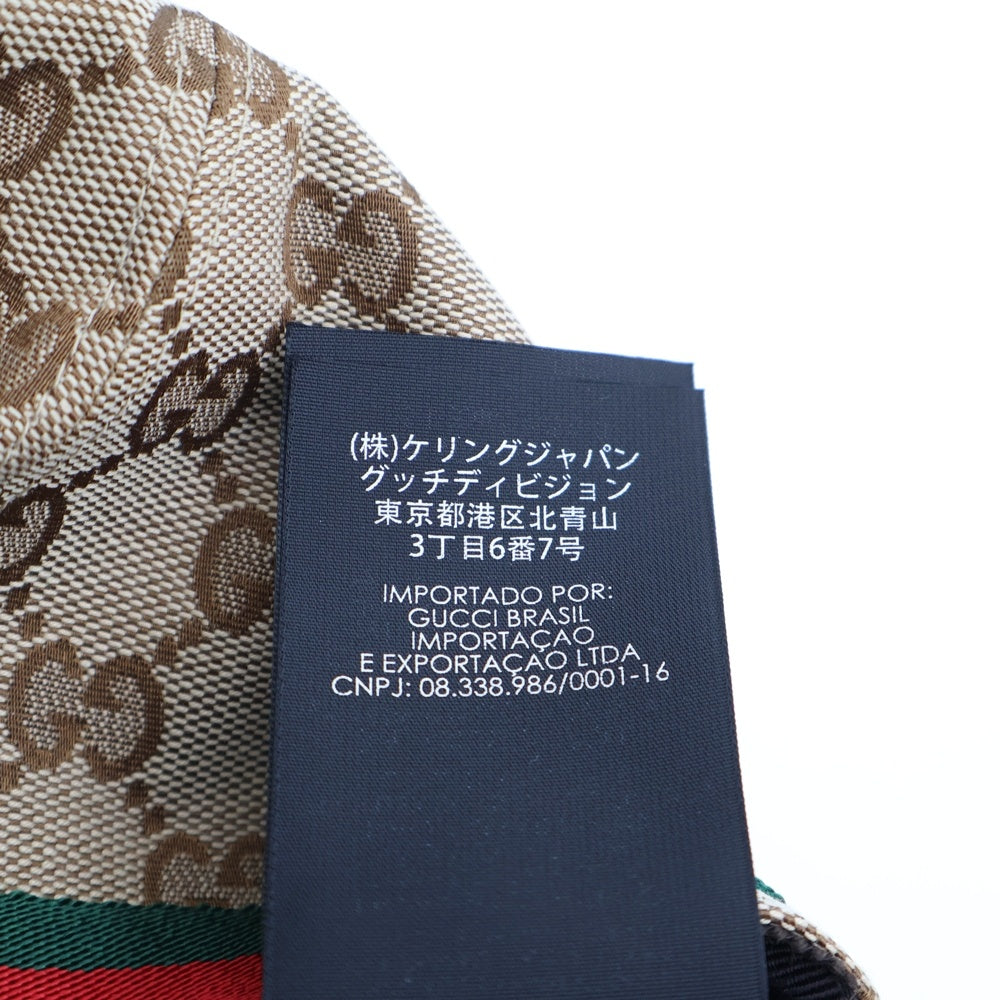 (株)ケリングジャパン
グッチディビジョン
東京都港区北青山
3丁目6番7号
IMPORTADO POR:
GUCCI BRASIL
IMPORTAÇAO
E EXPORTAÇAO LTDA
CNPJ: 08.338.986/0001-16